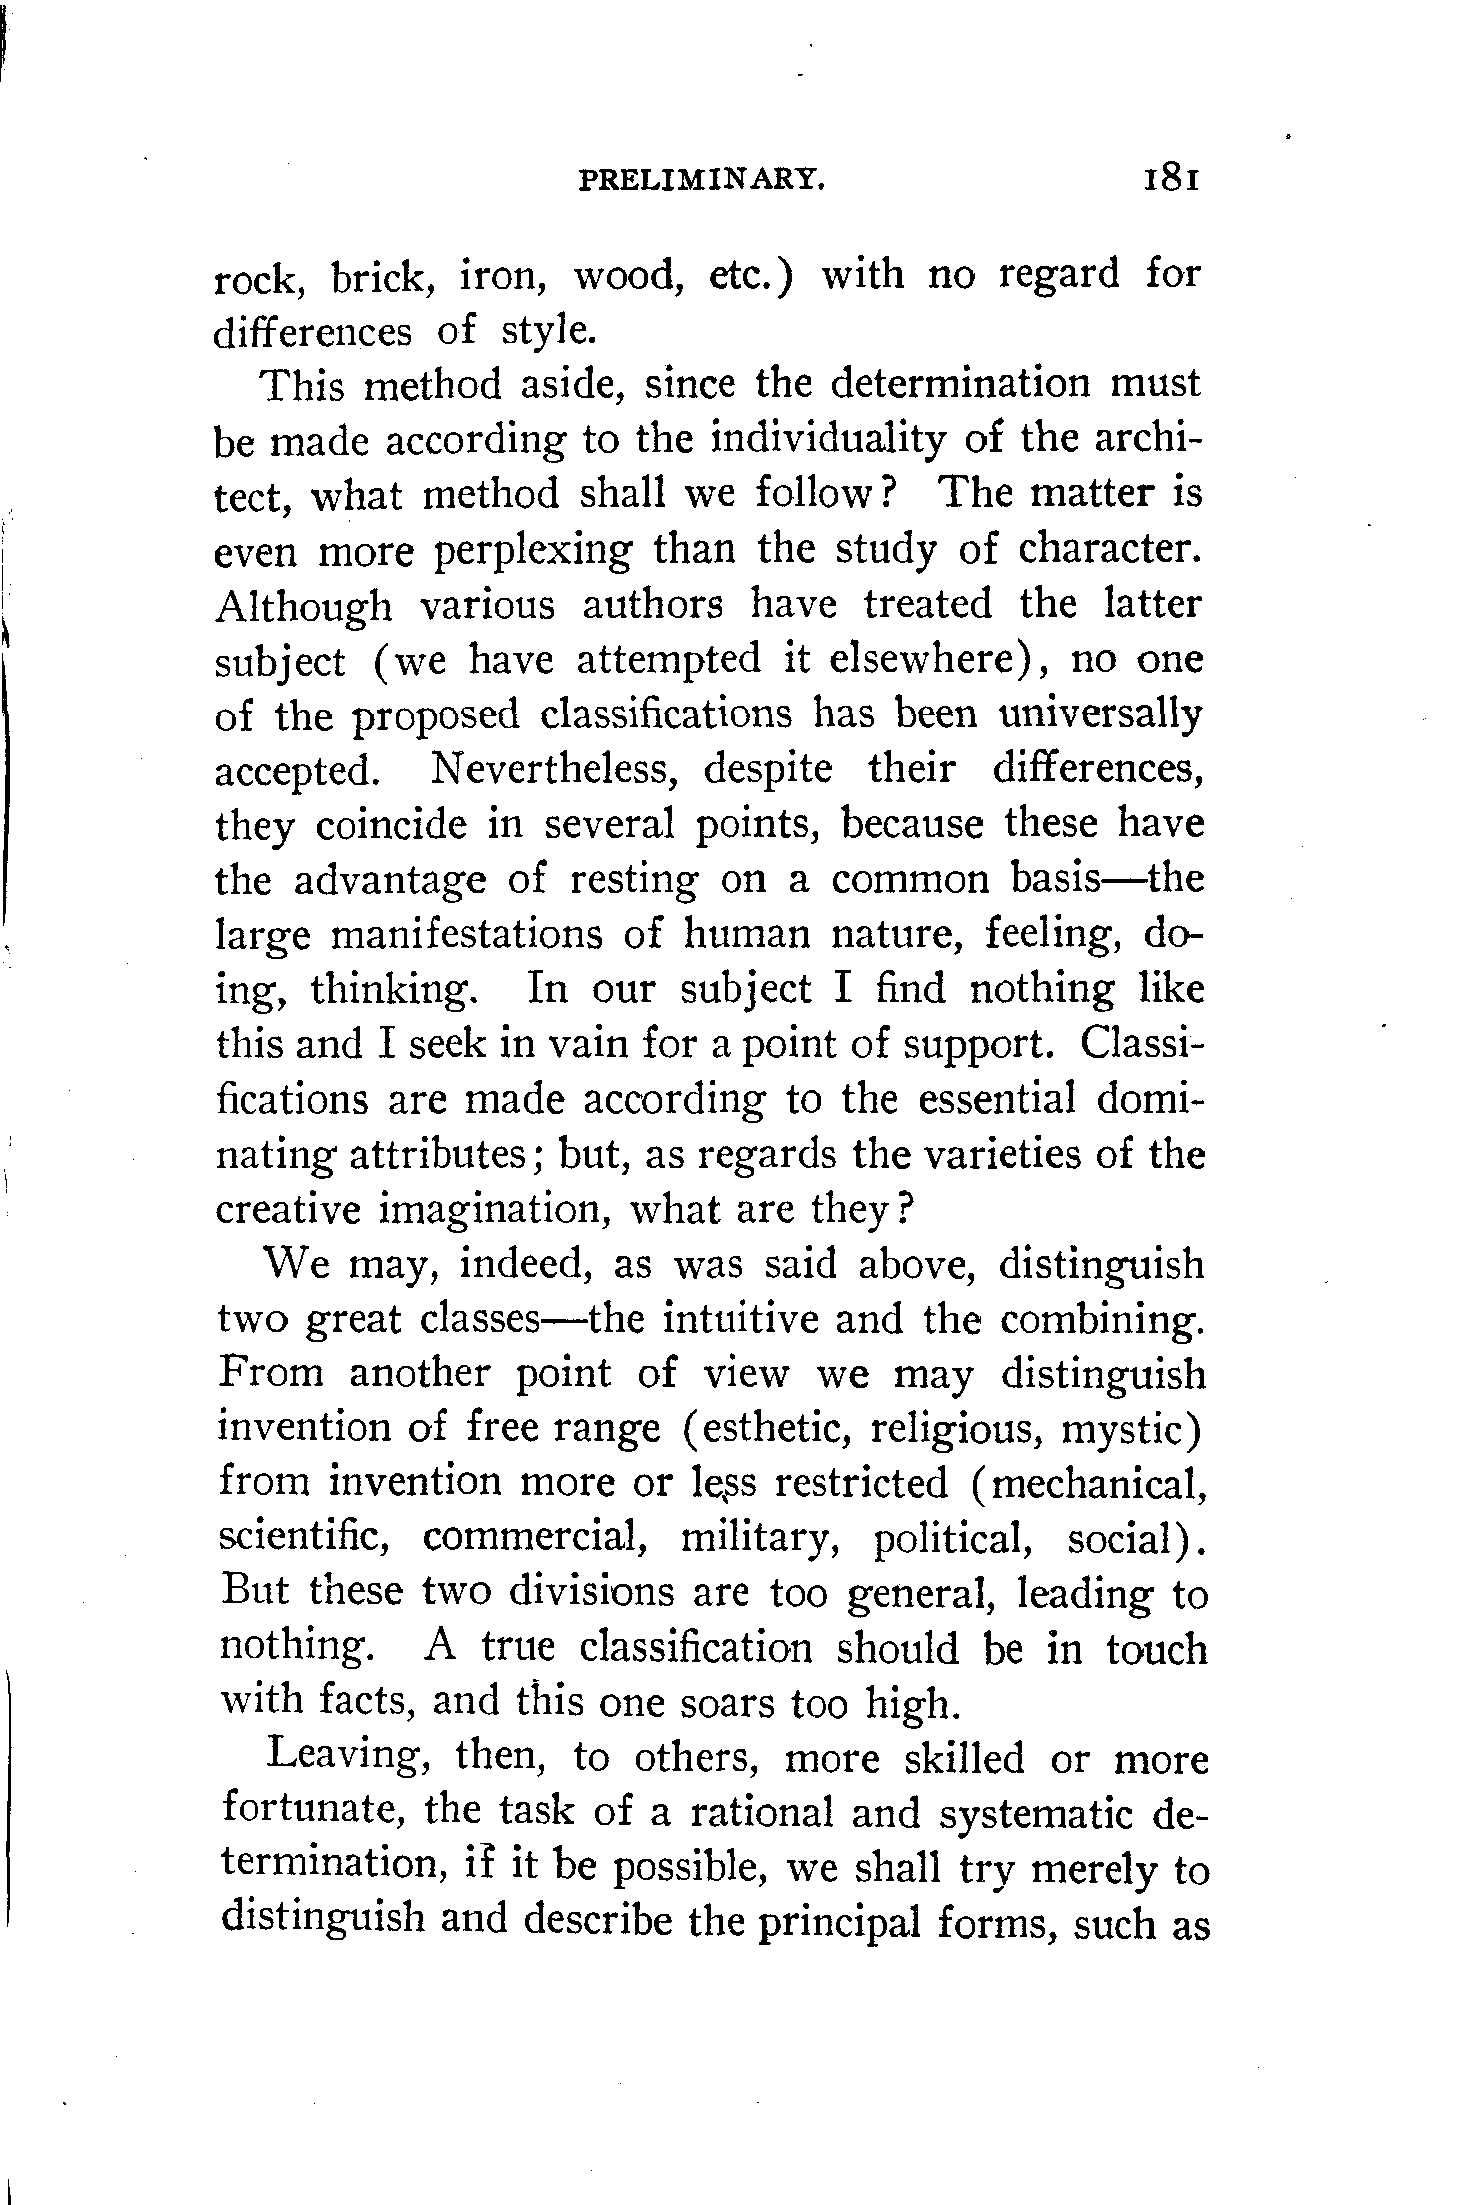 PRELIMINARY. 181
rock, brick, iron, wood, etc.) with no regard for
differences of style.
This method aside, since the determination must
be made according to the individuality of the archi-
tect, what method shall we follow? The matter is
even more perplexing than the study of character.
Although various authors have treated the latter
subject (we have attempted it elsewhere), no one
of the proposed classifications has been universally
accepted. Nevertheless, despite their differences,
they coincide in several points, because these have
the advantage of resting on a common basis—the
large manifestations of human nature, feeling, do-
ing, thinking. In our subject I find nothing like
this and I seek in vain for a point of support. Classi-
fications are made according to the essential domi-
nating attributes; but, as regards the varieties of the
creative imagination, what are they?
We may, indeed, as was said above, distinguish
two great classes—the intuitive and the combining.
From another point of view we may distinguish
invention of free range (esthetic, religious, mystic)
from invention more or less restricted (mechanical,
scientific, commercial, military, political, social).
But these two divisions are too general, leading to
nothing. A true classification should be in touch
with facts, and this one soars too high.
Leaving, then, to others, more skilled or more
fortunate, the task of a rational and systematic de-
termination, if it be possible, we shall try merely to
distinguish and describe the principal forms, such as